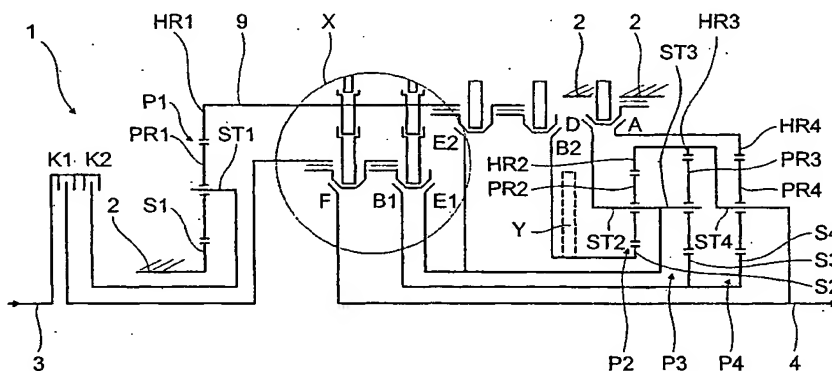 HR1 9 X 2 2 HR3
ST3
1
P1
PR1 ST1
E2 D A HR4
B2
K1 K2 HR2 PR3
PR2 PR4
2 S1 F B1 E1 Y ST2 ST4
S4
S3
S2
3 P2 P3 P4 4